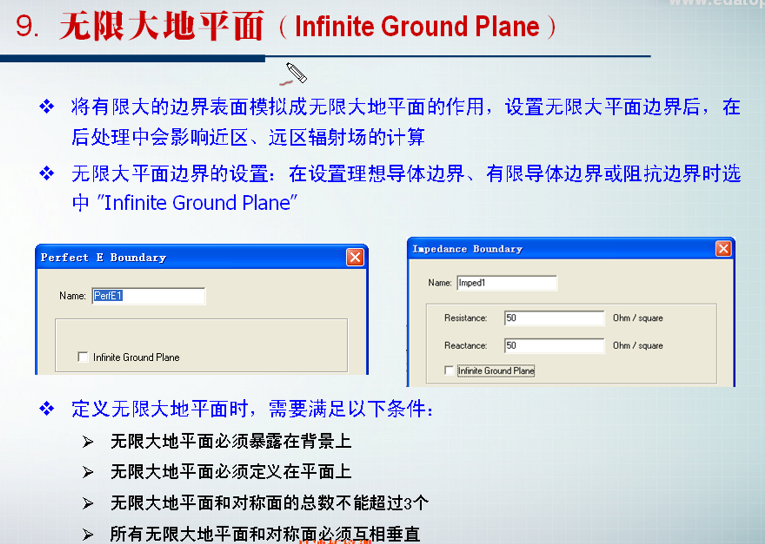 www.edatop
9. 无限大地平面（Infinite Ground Plane）
❖ 将有限大的边界表面模拟成无限大地平面的作用，设置无限大平面边界后，在
后处理中会影响近区、远区辐射场的计算
❖ 无限大平面边界的设置：在设置理想导体边界、有限导体边界或阻抗边界时选
中 “Infinite Ground Plane”
Perfect E Boundary
Name: PerfE1
Infinite Ground Plane
Impedance Boundary
Name: Imped1
Resistance: 50 Ohm / square
Reactance: 50 Ohm / square
Infinite Ground Plane
❖ 定义无限大地平面时，需要满足以下条件：
➢ 无限大地平面必须暴露在背景上
➢ 无限大地平面必须定义在平面上
➢ 无限大地平面和对称面的总数不能超过3个
➢ 所有无限大地平面和对称面必须互相垂直